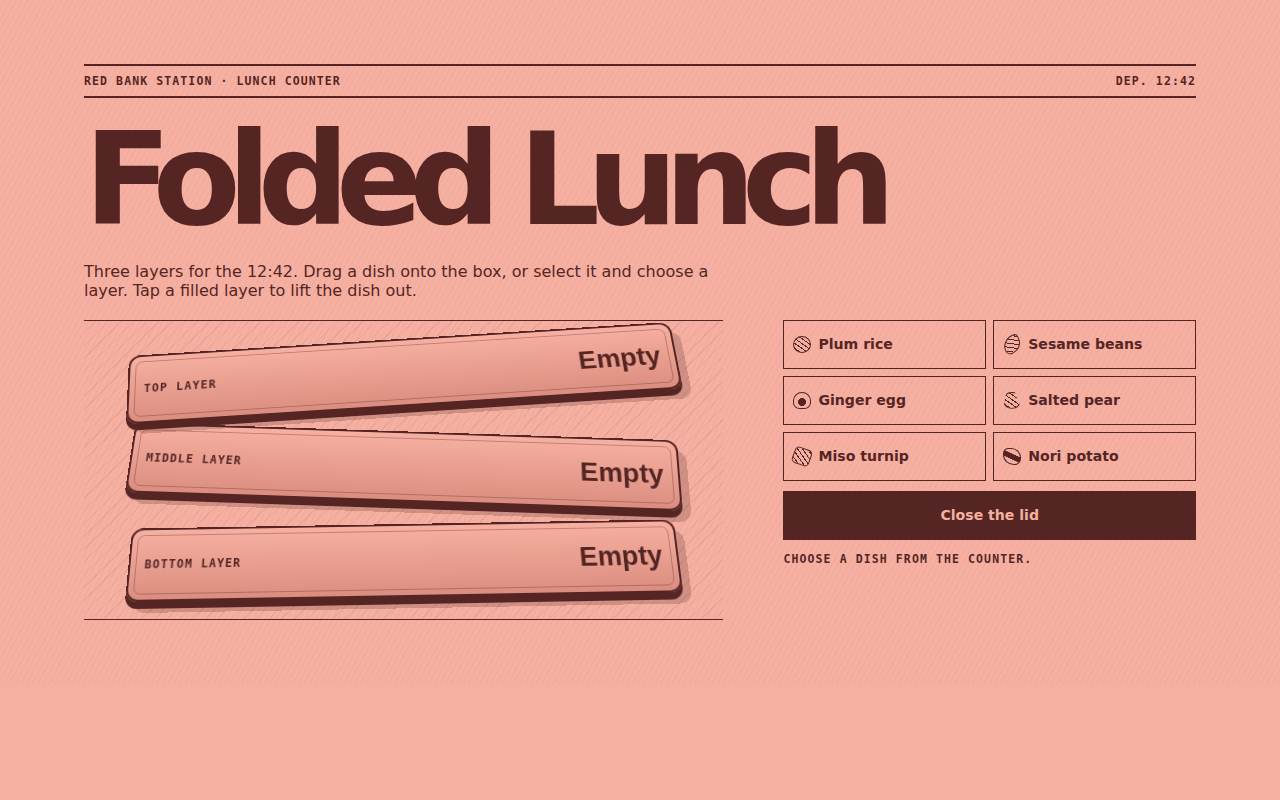 RED BANK STATION · LUNCH COUNTER
DEP. 12:42
Folded Lunch
Three layers for the 12:42. Drag a dish onto the box, or select it and choose a
layer. Tap a filled layer to lift the dish out.
TOP LAYER
Empty
MIDDLE LAYER
Empty
BOTTOM LAYER
Empty
Plum rice
Sesame beans
Ginger egg
Salted pear
Miso turnip
Nori potato
Close the lid
CHOOSE A DISH FROM THE COUNTER.